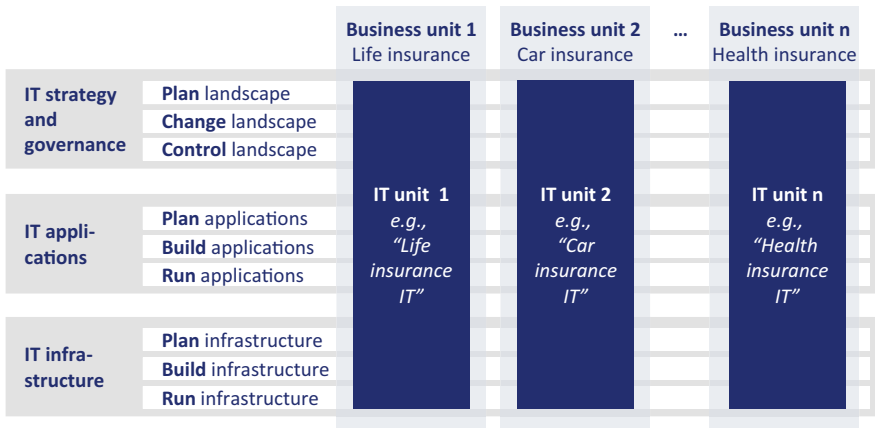 Business unit 1
Life insurance
Business unit 2
Car insurance
...
Business unit n
Health insurance
IT strategy
and
governance
Plan landscape
Change landscape
Control landscape
IT appli-
cations
Plan applications
Build applications
Run applications
IT infra-
structure
Plan infrastructure
Build infrastructure
Run infrastructure
IT unit 1
e.g.,
“Life
insurance
IT”
IT unit 2
e.g.,
“Car
insurance
IT”
IT unit n
e.g.,
“Health
insurance
IT”